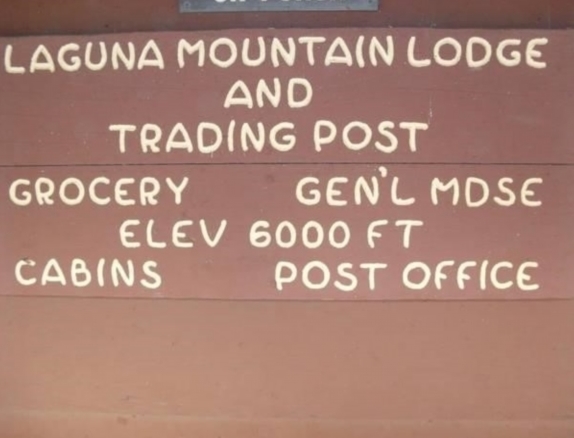 LAGUNA MOUNTAIN LODGE
AND
TRADING POST
GROCERY GEN'L MDSE
ELEV 6000 FT
CABINS POST OFFICE